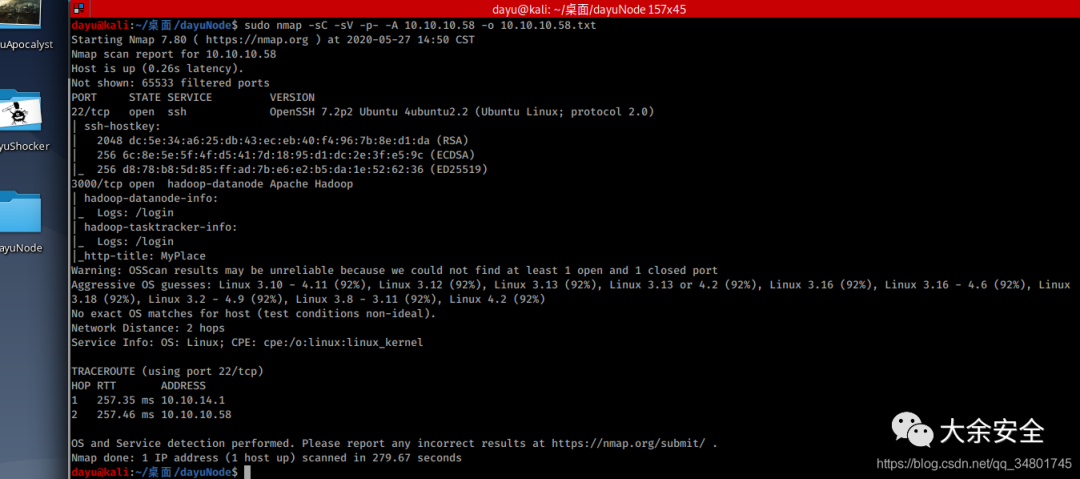 dayu@kali: ~/桌面/dayuNode 157x45
uApocalyst
yuShocker
ayuNode
dayu@kali:~/桌面/dayuNode$ sudo nmap -sC -sV -p- -A 10.10.10.58 -o 10.10.10.58.txt
Starting Nmap 7.80 ( https://nmap.org ) at 2020-05-27 14:50 CST
Nmap scan report for 10.10.10.58
Host is up (0.26s latency).
Not shown: 65533 filtered ports
PORT     STATE SERVICE         VERSION
22/tcp   open  ssh             OpenSSH 7.2p2 Ubuntu 4ubuntu2.2 (Ubuntu Linux; protocol 2.0)
| ssh-hostkey:
|   2048 dc:5e:34:a6:25:db:43:ec:eb:40:f4:96:7b:8e:d1:da (RSA)
|   256 6c:8e:5e:5f:4f:d5:41:7d:18:95:d1:dc:2e:3f:e5:9c (ECDSA)
|_  256 d8:78:b8:5d:85:ff:ad:7b:e6:e2:b5:da:1e:52:62:36 (ED25519)
3000/tcp open  hadoop-datanode Apache Hadoop
| hadoop-datanode-info:
|_  Logs: /login
| hadoop-tasktracker-info:
|_  Logs: /login
|_http-title: MyPlace
Warning: OSScan results may be unreliable because we could not find at least 1 open and 1 closed port
Aggressive OS guesses: Linux 3.10 - 4.11 (92%), Linux 3.12 (92%), Linux 3.13 (92%), Linux 3.13 or 4.2 (92%), Linux 3.16 (92%), Linux 3.16 - 4.6 (92%), Linux
3.18 (92%), Linux 3.2 - 4.9 (92%), Linux 3.8 - 3.11 (92%), Linux 4.2 (92%)
No exact OS matches for host (test conditions non-ideal).
Network Distance: 2 hops
Service Info: OS: Linux; CPE: cpe:/o:linux:linux_kernel
TRACEROUTE (using port 22/tcp)
HOP RTT       ADDRESS
1   257.35 ms 10.10.14.1
2   257.46 ms 10.10.10.58
OS and Service detection performed. Please report any incorrect results at https://nmap.org/submit/ .
Nmap done: 1 IP address (1 host up) scanned in 279.67 seconds
dayu@kali:~/桌面/dayuNode$
大余安全
https://blog.csdn.net/qq_34801745